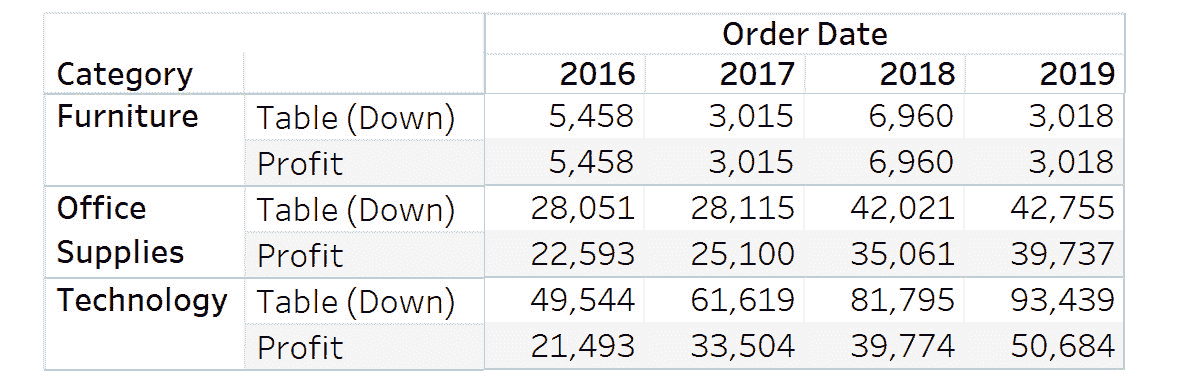 Order Date
Category 2016 2017 2018 2019
Furniture Table (Down) 5,458 3,015 6,960 3,018
Profit 5,458 3,015 6,960 3,018
Office Table (Down) 28,051 28,115 42,021 42,755
Supplies Profit 22,593 25,100 35,061 39,737
Technology Table (Down) 49,544 61,619 81,795 93,439
Profit 21,493 33,504 39,774 50,684